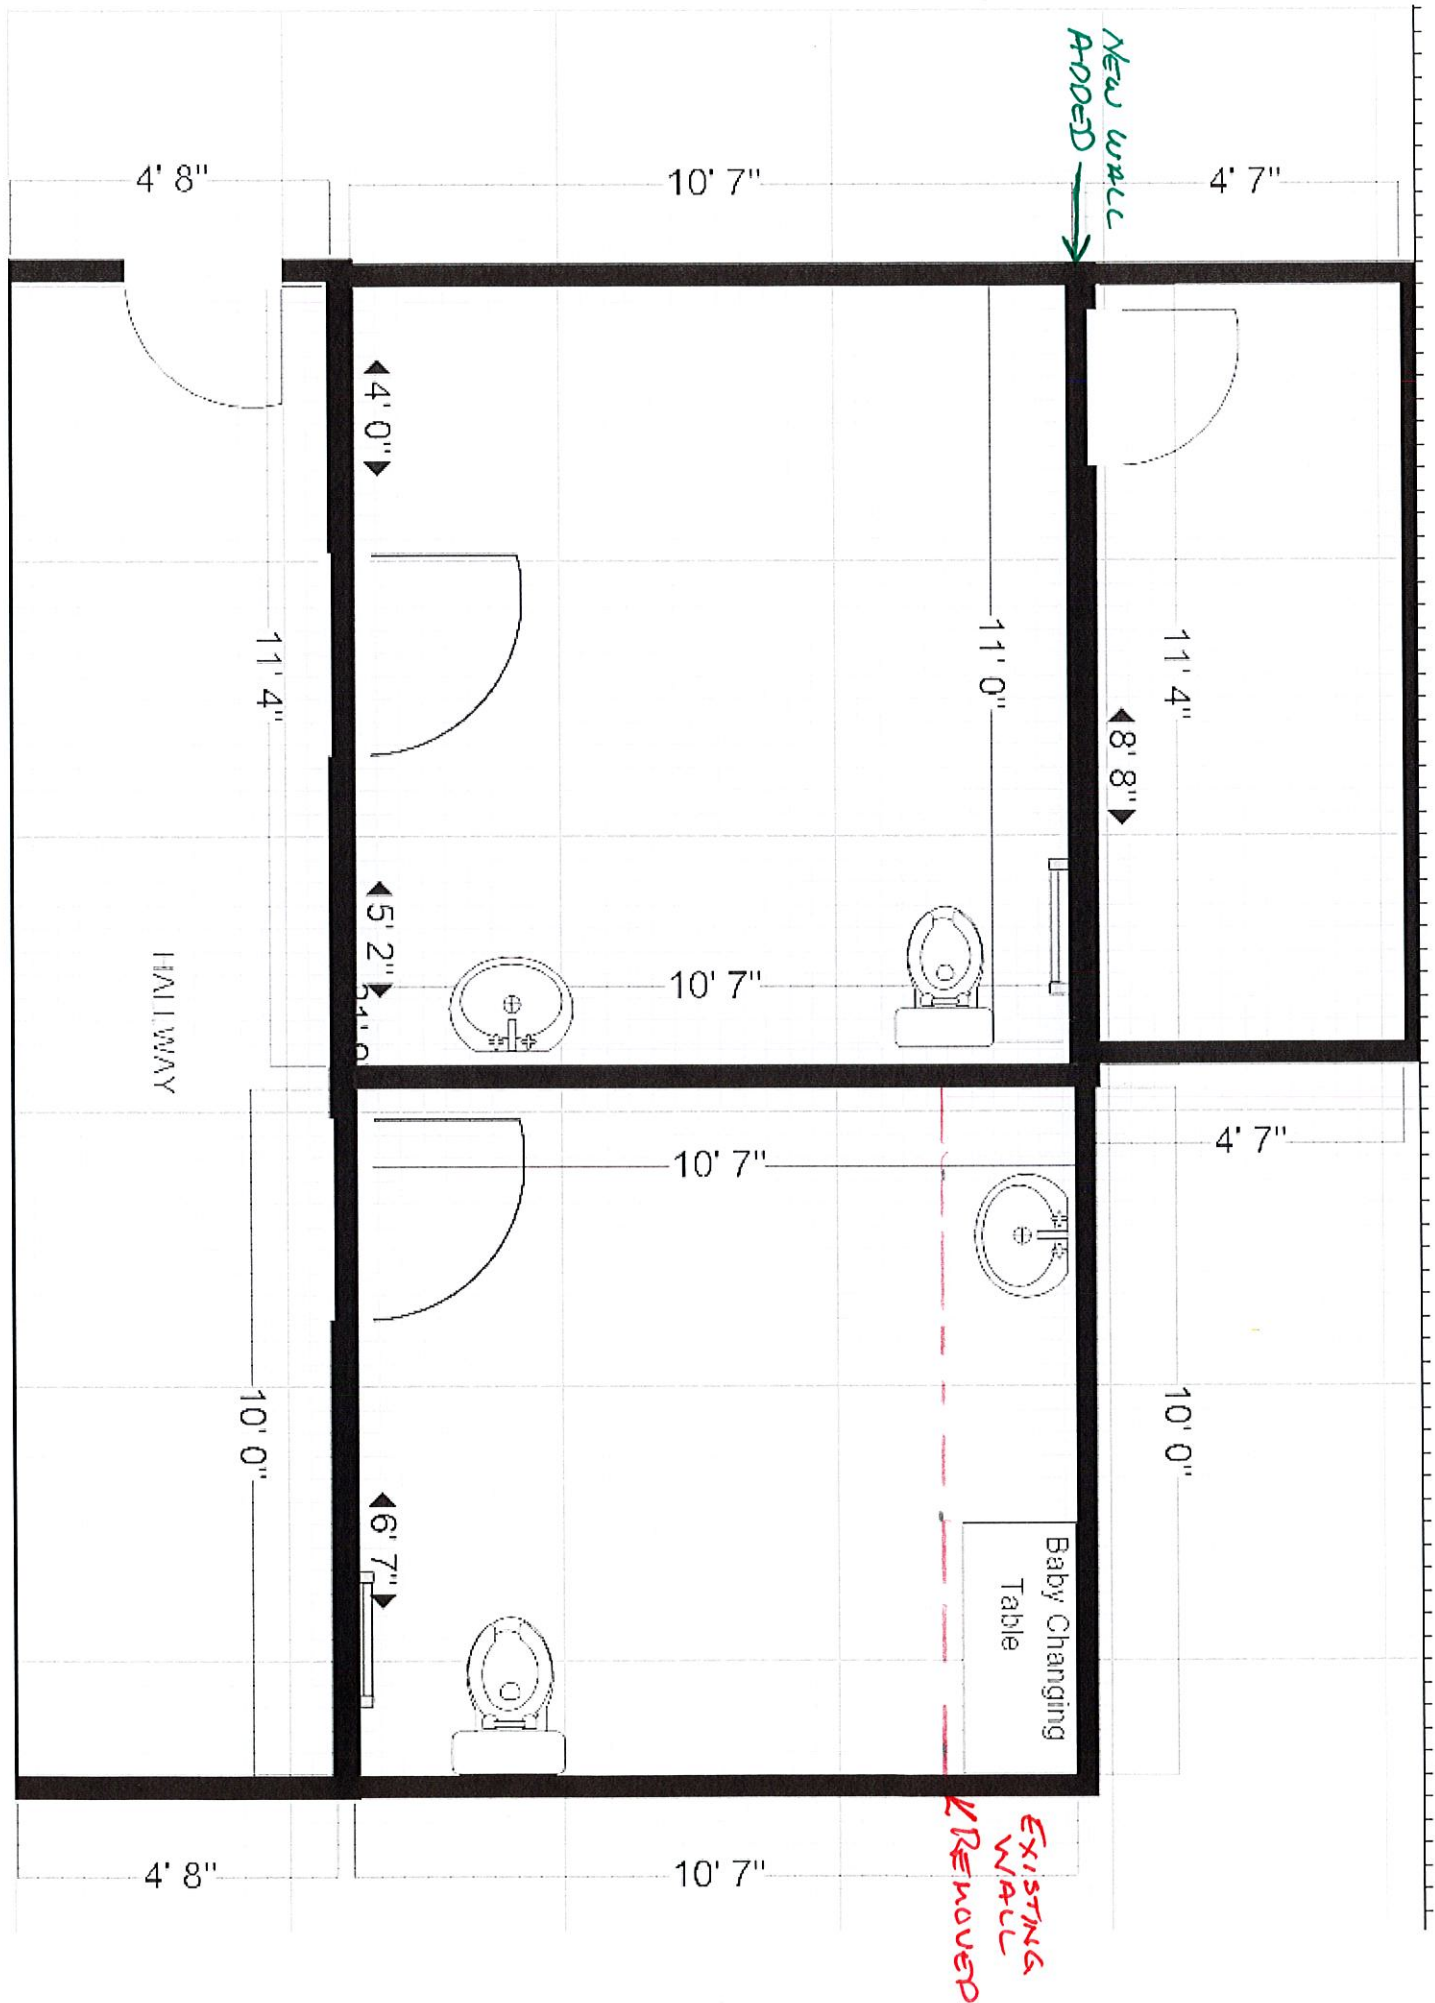 NEW WALL
ADDED
4' 8"
10' 7"
4' 7"
4' 0"
11' 4"
11' 0"
11' 4"
8' 8"
5' 2"
10' 7"
HALLWAY
10' 7"
4' 7"
10' 0"
10' 0"
6' 7"
Baby Changing
Table
4' 8"
10' 7"
EXISTING
WALL
REMOVED